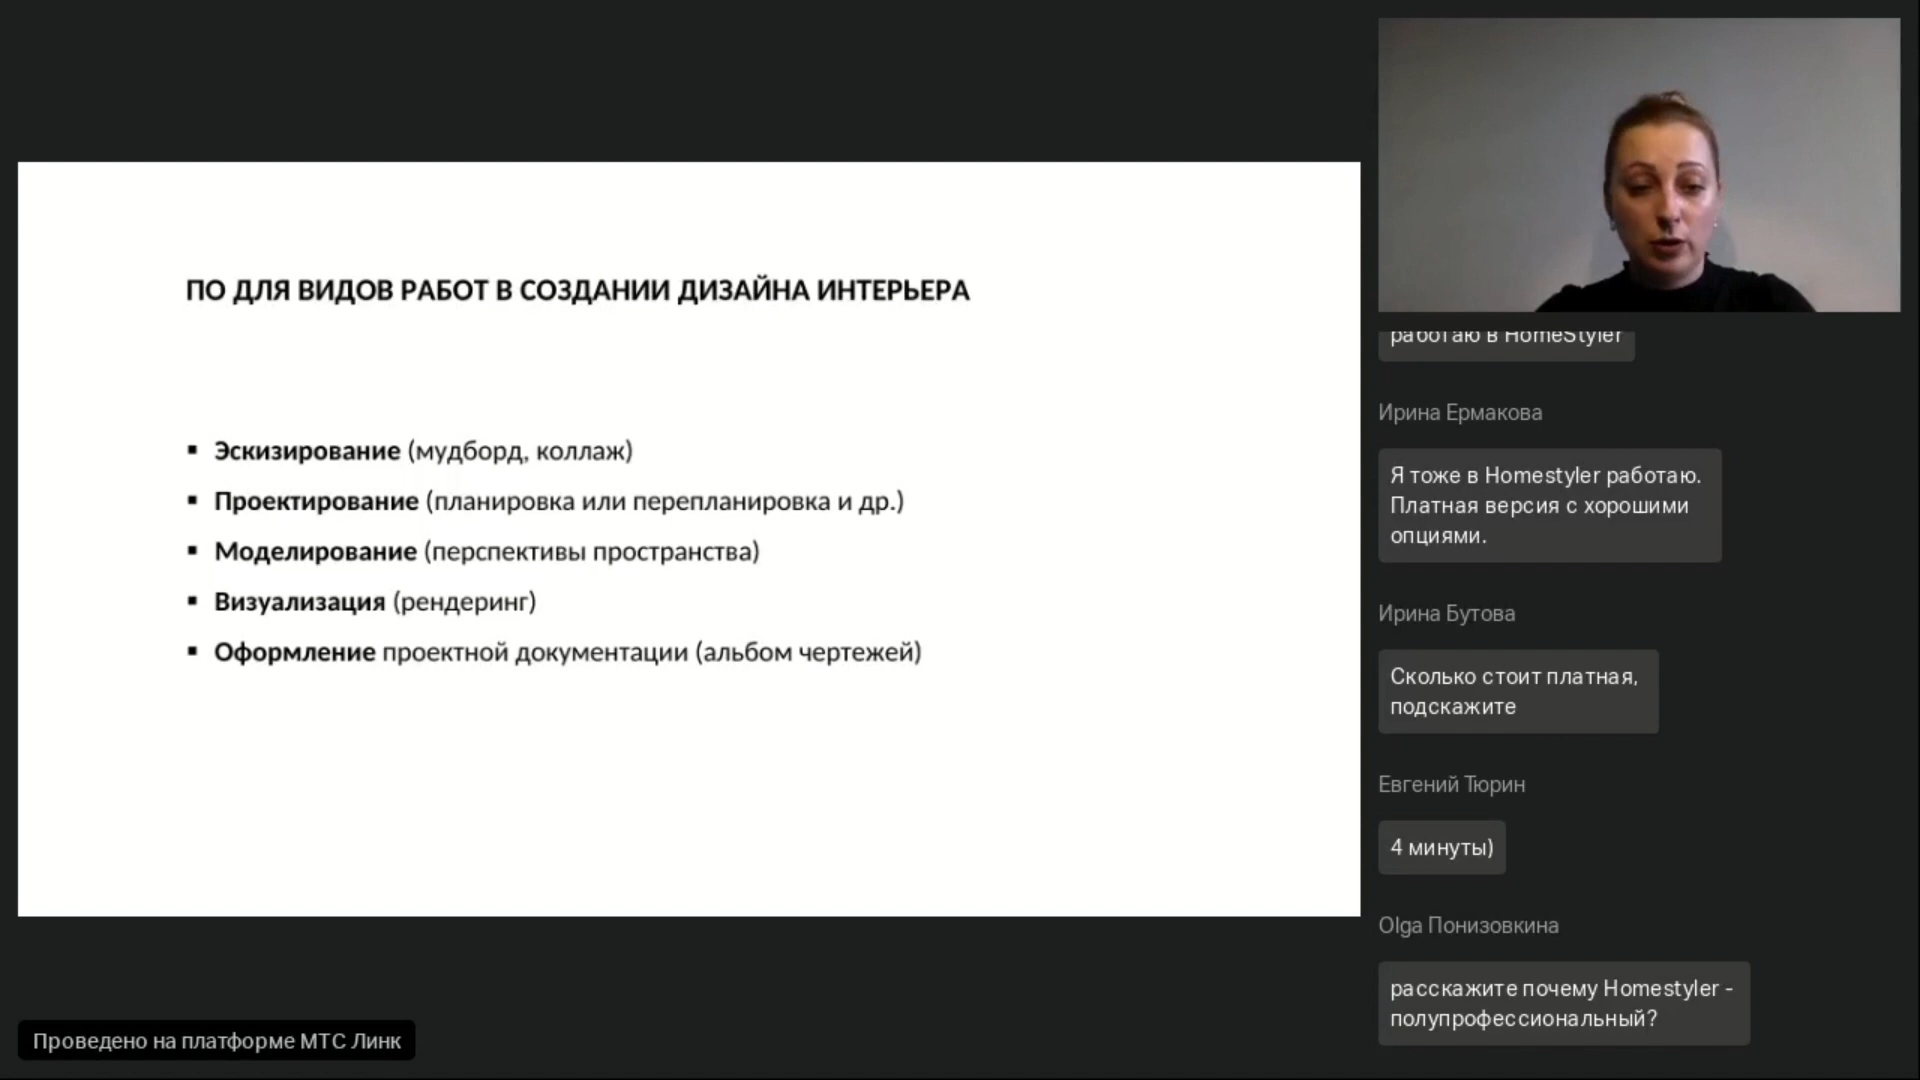 ПО ДЛЯ ВИДОВ РАБОТ В СОЗДАНИИ ДИЗАЙНА ИНТЕРЬЕРА
▪ Эскизирование (мудборд, коллаж)
▪ Проектирование (планировка или перепланировка и др.)
▪ Моделирование (перспективы пространства)
▪ Визуализация (рендеринг)
▪ Оформление проектной документации (альбом чертежей)
Проведено на платформе МТС Линк
работаю в HomeStyler
Ирина Ермакова
Я тоже в Homestyler работаю.
Платная версия с хорошими
опциями.
Ирина Бутова
Сколько стоит платная,
подскажите
Евгений Тюрин
4 минуты)
Olga Понизовкина
расскажите почему Homestyler -
полупрофессиональный?